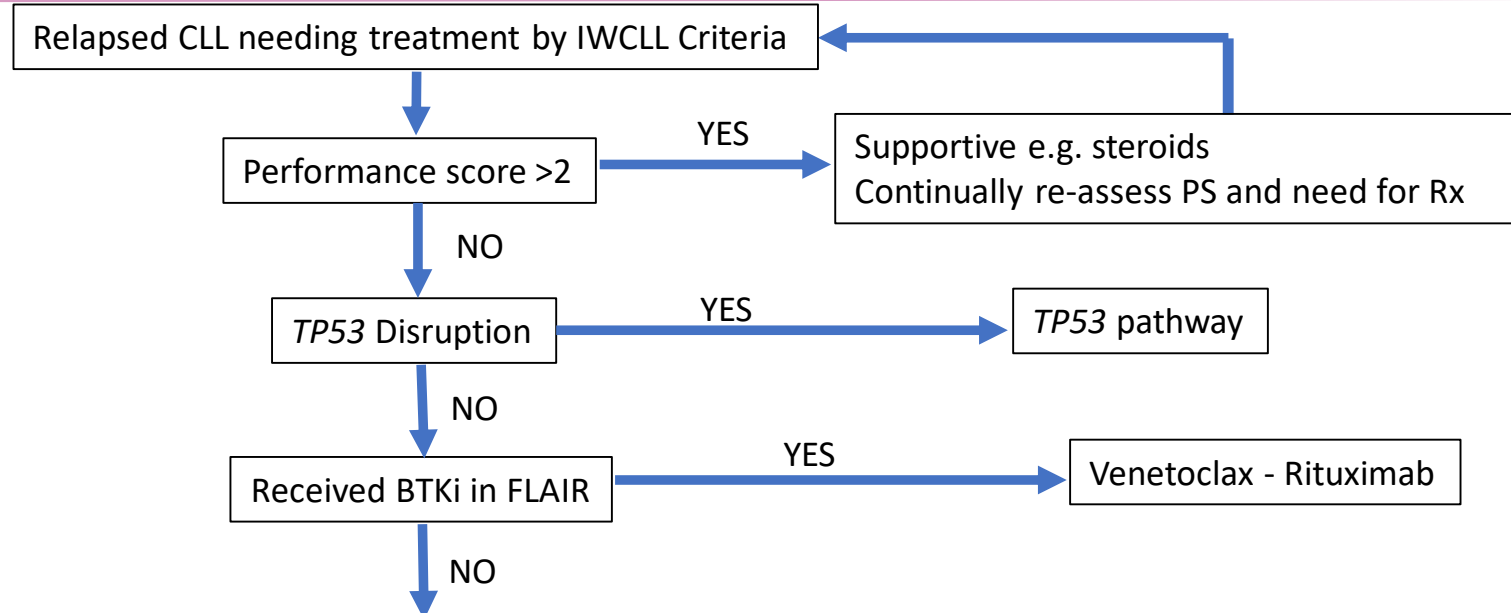 Relapsed CLL needing treatment by IWCLL Criteria
Performance score >2
YES
Supportive e.g. steroids
Continually re-assess PS and need for Rx
NO
TP53 Disruption
YES
TP53 pathway
NO
Received BTKi in FLAIR
YES
Venetoclax - Rituximab
NO